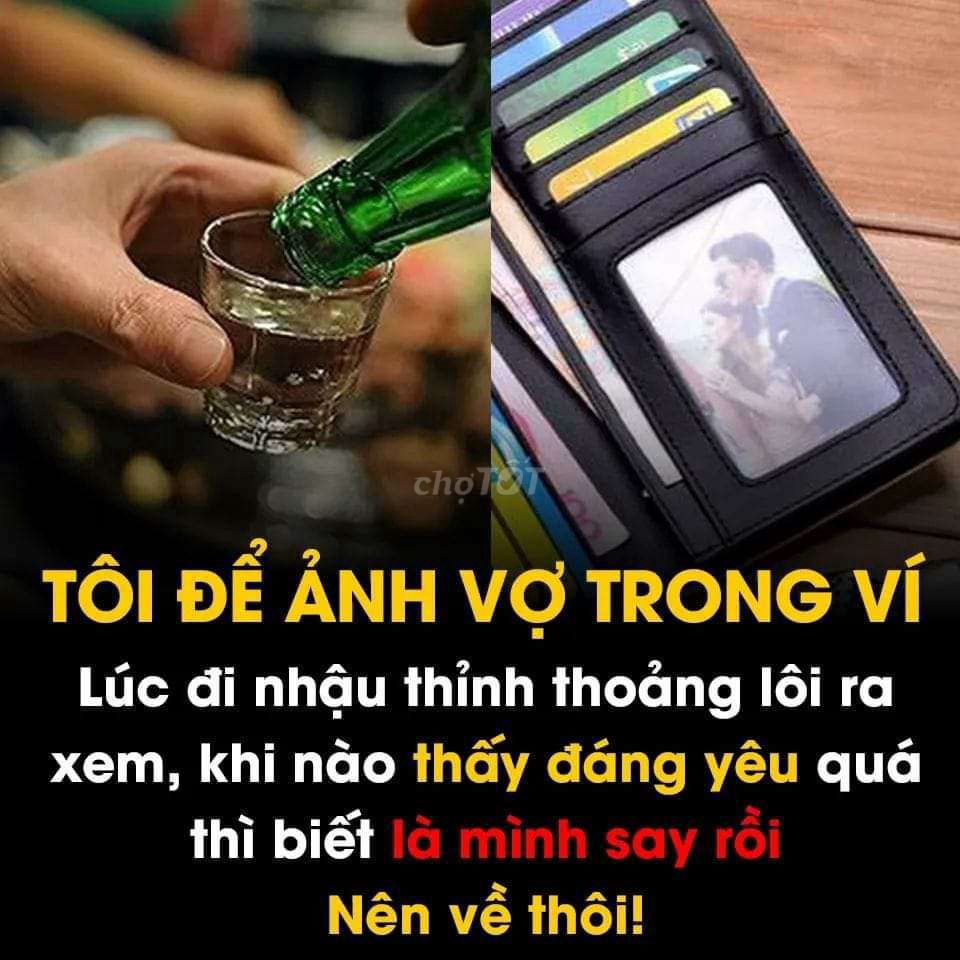 chợTỐT
TÔI ĐỂ ẢNH VỢ TRONG VÍ
Lúc đi nhậu thỉnh thoảng lôi ra
xem, khi nào thấy đáng yêu quá
thì biết là mình say rồi
Nên về thôi!